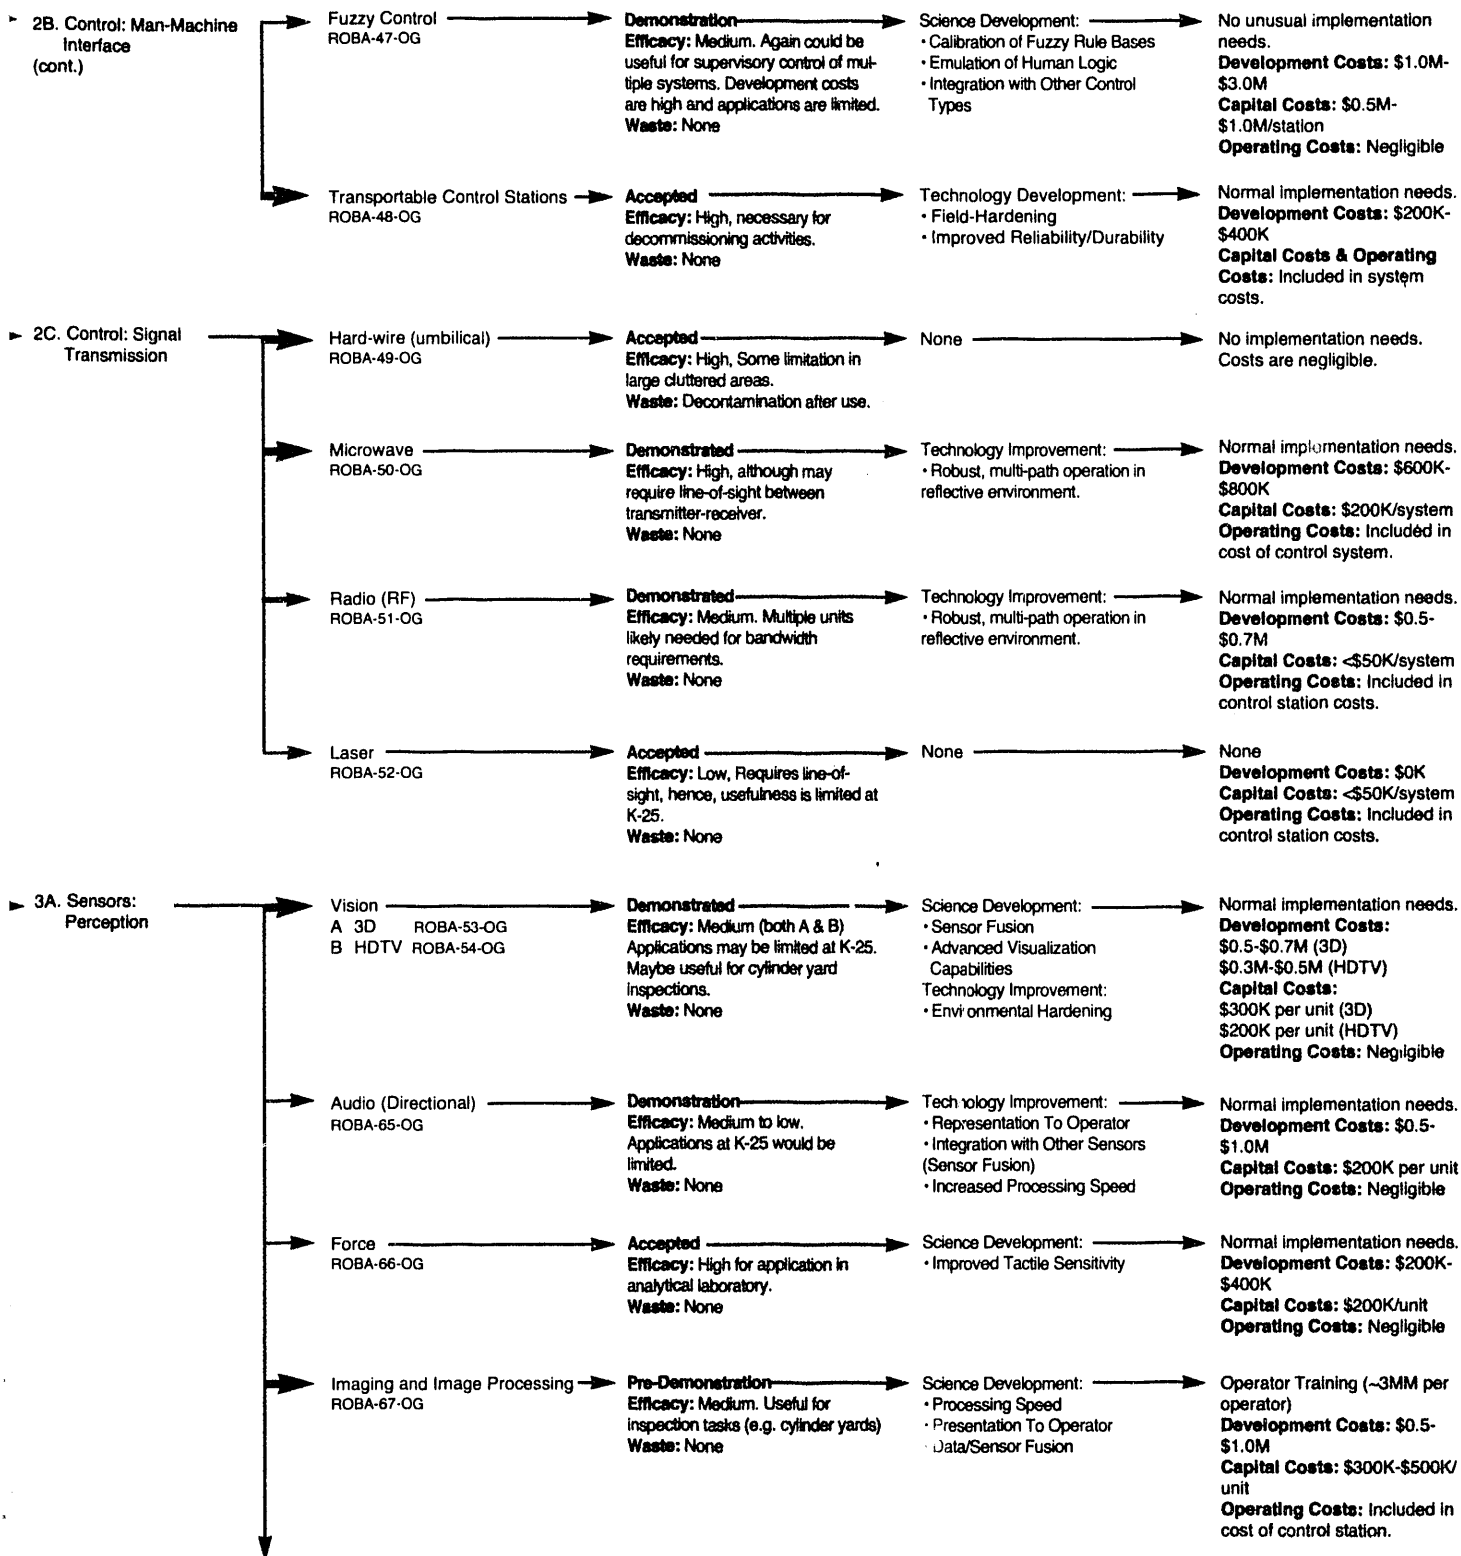 2B. Control: Man-Machine
Interface
(cont.)
Fuzzy Control
ROBA-47-OG
Demonstration
Efficacy: Medium. Again could be
useful for supervisory control of mul-
tiple systems. Development costs
are high and applications are limited.
Waste: None
Science Development:
· Calibration of Fuzzy Rule Bases
· Emulation of Human Logic
· Integration with Other Control
Types
No unusual implementation
needs.
Development Costs: $1.0M-
$3.0M
Capital Costs: $0.5M-
$1.0M/station
Operating Costs: Negligible
Transportable Control Stations
ROBA-48-OG
Accepted
Efficacy: High, necessary for
decommissioning activities.
Waste: None
Technology Development:
· Field-Hardening
· Improved Reliability/Durability
Normal implementation needs.
Development Costs: $200K-
$400K
Capital Costs & Operating
Costs: Included in system
costs.
2C. Control: Signal
Transmission
Hard-wire (umbilical)
ROBA-49-OG
Accepted
Efficacy: High, Some limitation in
large cluttered areas.
Waste: Decontamination after use.
None
No implementation needs.
Costs are negligible.
Microwave
ROBA-50-OG
Demonstrated
Efficacy: High, although may
require line-of-sight between
transmitter-receiver.
Waste: None
Technology Improvement:
· Robust, multi-path operation in
reflective environment.
Normal implementation needs.
Development Costs: $600K-
$800K
Capital Costs: $200K/system
Operating Costs: Included in
cost of control system.
Radio (RF)
ROBA-51-OG
Demonstrated
Efficacy: Medium. Multiple units
likely needed for bandwidth
requirements.
Waste: None
Technology Improvement:
· Robust, multi-path operation in
reflective environment.
Normal implementation needs.
Development Costs: $0.5-
$0.7M
Capital Costs: <$50K/system
Operating Costs: Included in
control station costs.
Laser
ROBA-52-OG
Accepted
Efficacy: Low, Requires line-of-
sight, hence, usefulness is limited at
K-25.
Waste: None
None
None
Development Costs: $0K
Capital Costs: <$50K/system
Operating Costs: Included in
control station costs.
3A. Sensors:
Perception
Vision
A 3D ROBA-53-OG
B HDTV ROBA-54-OG
Demonstrated
Efficacy: Medium (both A & B)
Applications may be limited at K-25.
Maybe useful for cylinder yard
inspections.
Waste: None
Science Development:
· Sensor Fusion
· Advanced Visualization
Capabilities
Technology Improvement:
· Environmental Hardening
Normal implementation needs.
Development Costs:
$0.5-$0.7M (3D)
$0.3M-$0.5M (HDTV)
Capital Costs:
$300K per unit (3D)
$200K per unit (HDTV)
Operating Costs: Negligible
Audio (Directional)
ROBA-65-OG
Demonstration
Efficacy: Medium to low.
Applications at K-25 would be
limited.
Waste: None
Technology Improvement:
· Representation To Operator
· Integration with Other Sensors
(Sensor Fusion)
· Increased Processing Speed
Normal implementation needs.
Development Costs: $0.5-
$1.0M
Capital Costs: $200K per unit
Operating Costs: Negligible
Force
ROBA-66-OG
Accepted
Efficacy: High for application in
analytical laboratory.
Waste: None
Science Development:
· Improved Tactile Sensitivity
Normal implementation needs.
Development Costs: $200K-
$400K
Capital Costs: $200K/unit
Operating Costs: Negligible
Imaging and Image Processing
ROBA-67-OG
Pre-Demonstration
Efficacy: Medium. Useful for
inspection tasks (e.g. cylinder yards)
Waste: None
Science Development:
· Processing Speed
· Presentation To Operator
· Data/Sensor Fusion
Operator Training (~3MM per
operator)
Development Costs: $0.5-
$1.0M
Capital Costs: $300K-$500K/
unit
Operating Costs: Included in
cost of control station.